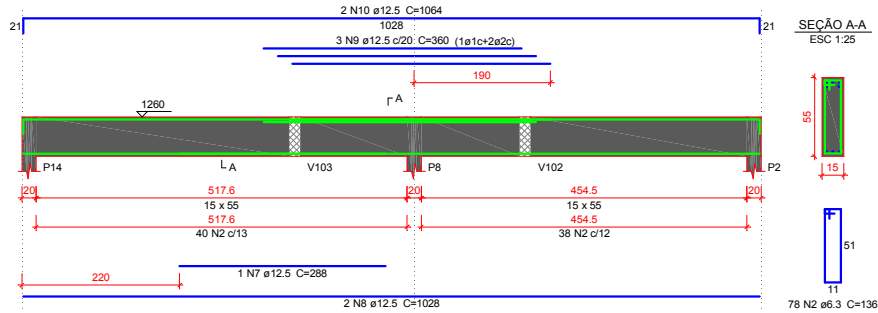 2 N10 ø12.5 C=1064
21
1028
21
SEÇÃO A-A
ESC 1:25
3 N9 ø12.5 c/20 C=360 (1ø1c+2ø2c)
190
A
1260
55
P14
A
V103
P8
V102
P2
15
20
517.6
20
454.5
20
15 x 55
15 x 55
517.6
454.5
40 N2 c/13
38 N2 c/12
51
11
1 N7 ø12.5 C=288
220
2 N8 ø12.5 C=1028
78 N2 ø6.3 C=136